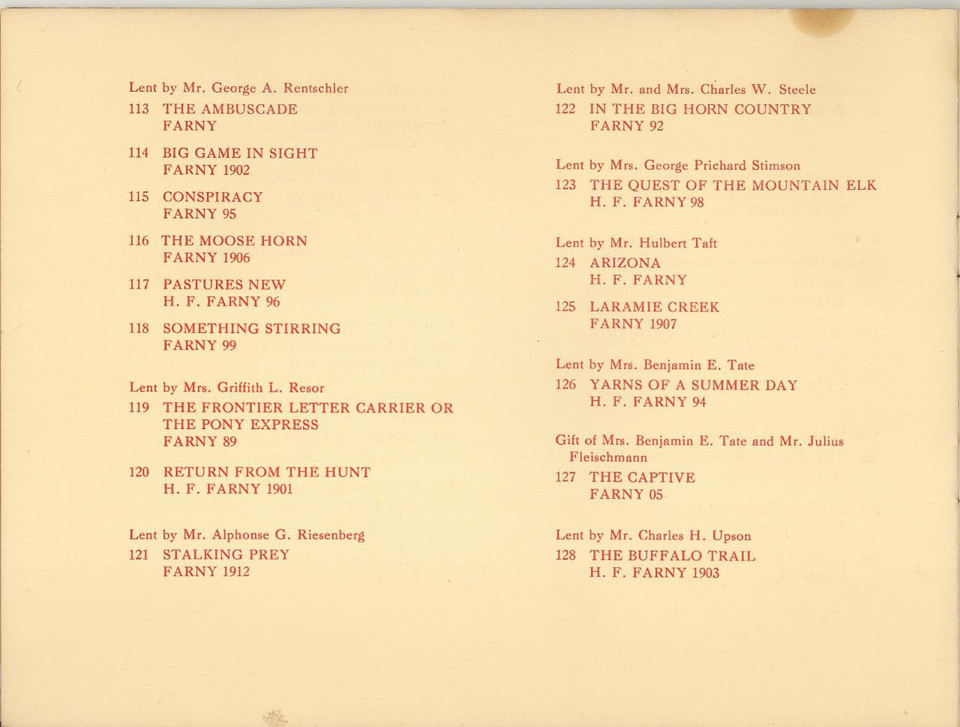 Lent by Mr. George A. Rentschler
113 THE AMBUSCADE
FARNY
114 BIG GAME IN SIGHT
FARNY 1902
115 CONSPIRACY
FARNY 95
116 THE MOOSE HORN
FARNY 1906
117 PASTURES NEW
H. F. FARNY 96
118 SOMETHING STIRRING
FARNY 99
Lent by Mrs. Griffith L. Resor
119 THE FRONTIER LETTER CARRIER OR
THE PONY EXPRESS
FARNY 89
120 RETURN FROM THE HUNT
H. F. FARNY 1901
Lent by Mr. Alphonse G. Riesenberg
121 STALKING PREY
FARNY 1912
Lent by Mr. and Mrs. Charles W. Steele
122 IN THE BIG HORN COUNTRY
FARNY 92
Lent by Mrs. George Prichard Stimson
123 THE QUEST OF THE MOUNTAIN ELK
H. F. FARNY 98
Lent by Mr. Hulbert Taft
124 ARIZONA
H. F. FARNY
125 LARAMIE CREEK
FARNY 1907
Lent by Mrs. Benjamin E. Tate
126 YARNS OF A SUMMER DAY
H. F. FARNY 94
Gift of Mrs. Benjamin E. Tate and Mr. Julius
Fleischmann
127 THE CAPTIVE
FARNY 05
Lent by Mr. Charles H. Upson
128 THE BUFFALO TRAIL
H. F. FARNY 1903